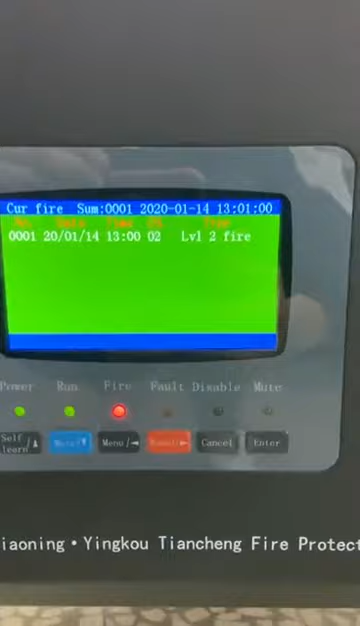 Cur fire Sum:0001 2020-01-14 13:01:00
0001 20/01/14 13:00 02 Lvl 2 fire
Power Run Fire Fault Disable Mute
Self learn/▲ Mute/▼ Menu/◄ Cancel Enter
iaoning·Yingkou Tiancheng Fire Protect